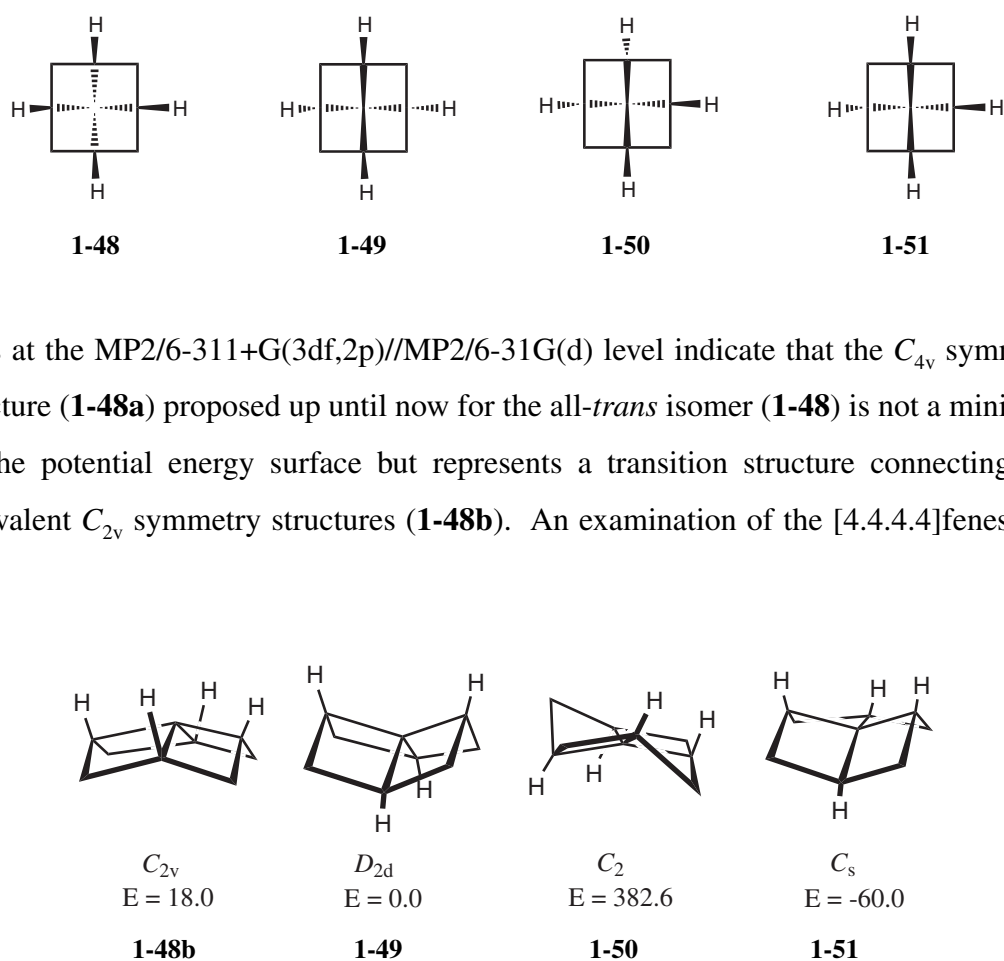 H H H H
H H H H H H H H
H H H H
1-48 1-49 1-50 1-51
at the MP2/6-311+G(3df,2p)//MP2/6-31G(d) level indicate that the C4v symm
cture (1-48a) proposed up until now for the all-trans isomer (1-48) is not a mini
he potential energy surface but represents a transition structure connecting
valent C2v symmetry structures (1-48b). An examination of the [4.4.4.4]fenes
H H H H H H H H H H H
H H H H H
C2v D2d C2 Cs
E = 18.0 E = 0.0 E = 382.6 E = -60.0
1-48b 1-49 1-50 1-51